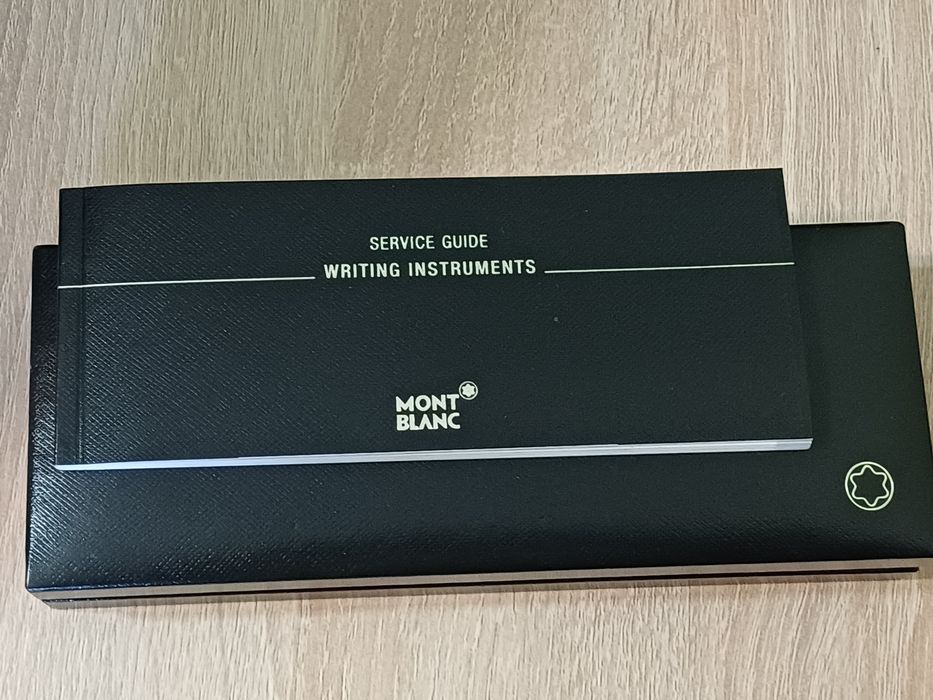 SERVICE GUIDE
WRITING INSTRUMENTS
MONT
BLANC